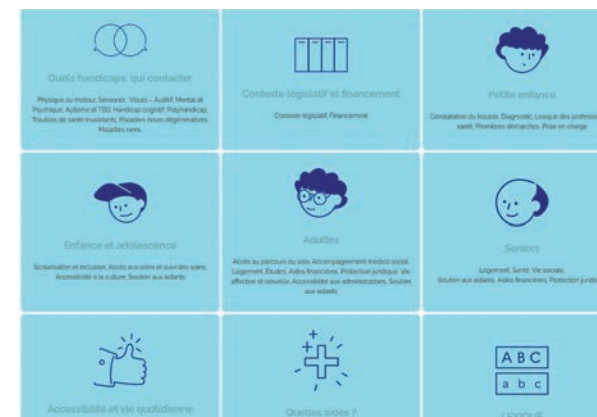 Quels handicaps, qui contacter
Physique ou moteur, Sensoriel : Visuel – Auditif, Mental et
Psychique, Autisme et TED, Handicap cognitif, Polyhandicap,
Troubles de santé invalidants, Maladies neuro dégénératives,
Maladies rares.
Contexte législatif et financement
Contexte législatif, Financement
Petite enfance
Constatation du trouble, Diagnostic, Lexique des profession
santé, Premières démarches, Prise en charge
Enfance et adolescence
Scolarisation et inclusion, Accès aux soins et suivi des soins,
Accessibilité à la culture, Soutien aux aidants
Adultes
Accès au parcours du soin, Accompagnement médico social,
Logement, Études, Aides financières, Protection juridique, Vie
affective et sexuelle, Accessibilité aux administrations, Soutien
aux aidants
Seniors
Logement, Santé, Vie sociale,
Soutien aux aidants, Aides financières, Protection juridiq
Accessibilité et vie quotidienne
Quelles aides ?
A B C
a b c
LEXIQUE